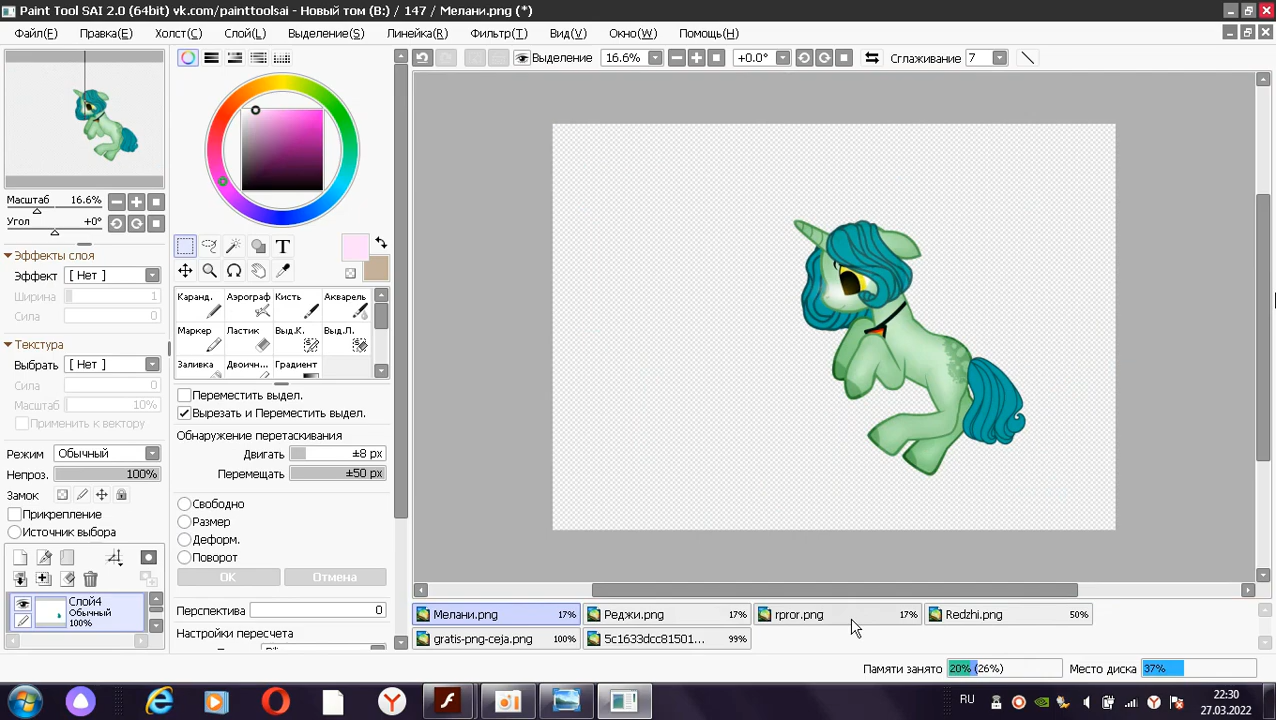 Paint Tool SAI 2.0 (64bit) vk.com/painttoolsai - Новый том (B:) / 147 / Мелани.png (*)
Файл(F) Правка(E) Холст(C) Слой(L) Выделение(S) Линейка(R) Фильтр(T) Вид(V) Окно(W) Помощь(H)
Выделение 16.6% +0.0° Сглаживание 7
Масштаб 16.6%
Угол +0°
Эффекты слоя
Эффект [ Нет ]
Ширина 1
Сила 0
Текстура
Выбрать [ Нет ]
Сила 0
Масштаб 10%
Применить к вектору
Режим Обычный
Непроз. 100%
Замок
Прикрепление
Источник выбора
Слой4
Обычный
100%
T
Каранд. Аэрограф Кисть Акварель
Маркер Ластик Выд.К. Выд.Л.
Заливка Двоичн... Градиент
Переместить выдел.
Вырезать и Переместить выдел.
Обнаружение перетаскивания
Двигать ±8 px
Перемещать ±50 px
Свободно
Размер
Деформ.
Поворот
OK Отмена
Перспектива 0
Настройки пересчета
Мелани.png 17% Реджи.png 17% rpror.png 17% Redzhi.png 50%
gratis-png-ceja.png 100% 5c1633dcc81501... 99%
Памяти занято 20% (26%) Место диска 37%
RU 22:30
27.03.2022